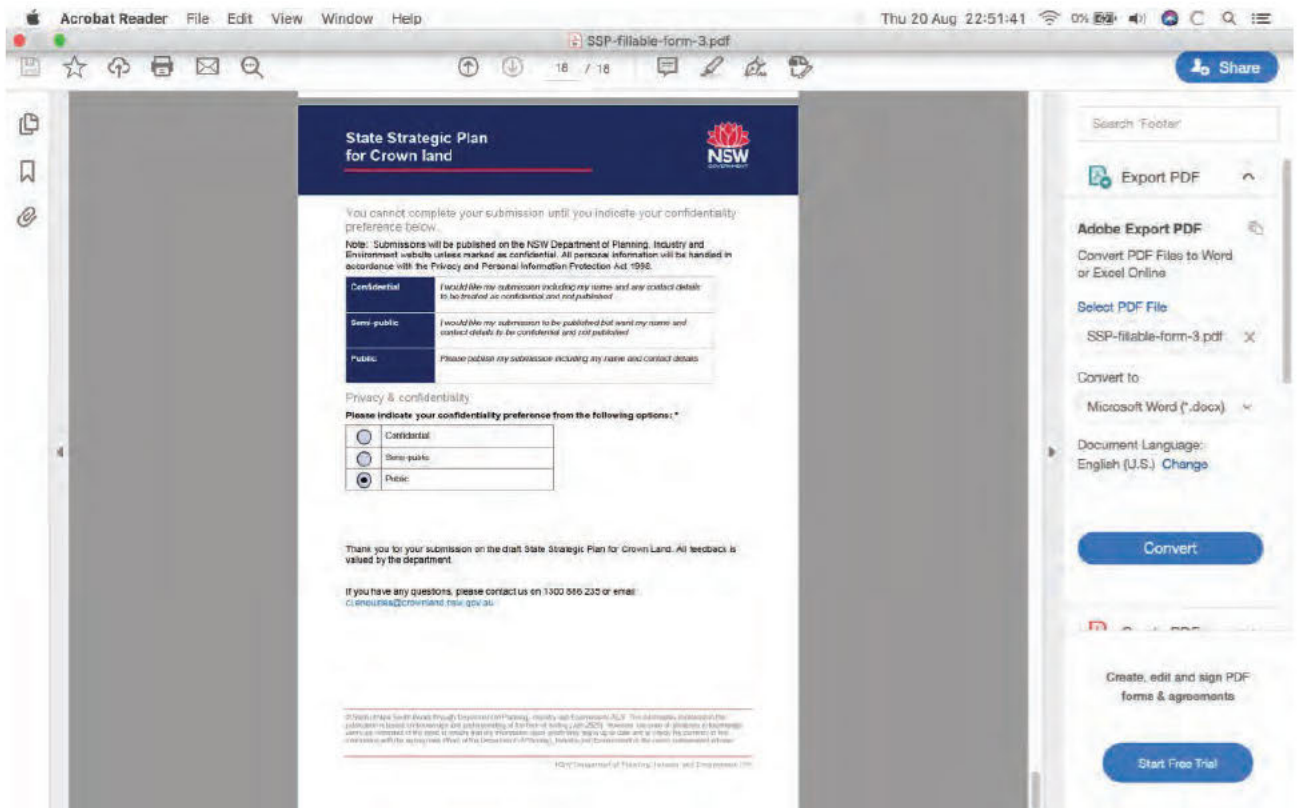 Acrobat Reader File Edit View Window Help Thu 20 Aug 22:51:41 0%
SSP-fillable-form-3.pdf
18 / 18
Share
State Strategic Plan
for Crown land
NSW
GOVERNMENT
You cannot complete your submission until you indicate your confidentiality
preference below.
Note: Submissions will be published on the NSW Department of Planning, Industry and
Environment website unless marked as confidential. All personal information will be handled in
accordance with the Privacy and Personal Information Protection Act 1998.
Confidential I would like my submission including my name and any contact details
to be treated as confidential and not published
Semi-public I would like my submission to be published but want my name and
contact details to be confidential and not published
Public Please publish my submission including my name and contact details
Privacy & confidentiality
Please indicate your confidentiality preference from the following options: *
Confidential
Semi-public
Public
Thank you for your submission on the draft State Strategic Plan for Crown Land. All feedback is
valued by the department.
If you have any questions, please contact us on 1300 886 235 or email
cl.enquiries@crownland.nsw.gov.au
Search 'Footer'
Export PDF
Adobe Export PDF
Convert PDF Files to Word
or Excel Online
Select PDF File
SSP-fillable-form-3.pdf
Convert to
Microsoft Word (*.docx)
Document Language:
English (U.S.) Change
Convert
Create, edit and sign PDF
forms & agreements
Start Free Trial